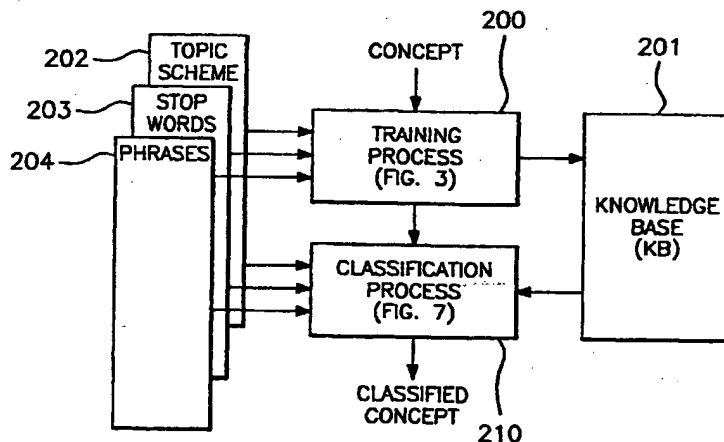 202
TOPIC
SCHEME
203
STOP
WORDS
204
PHRASES
CONCEPT
200
TRAINING
PROCESS
(FIG. 3)
201
KNOWLEDGE
BASE
(KB)
CLASSIFICATION
PROCESS
(FIG. 7)
CLASSIFIED
CONCEPT
210